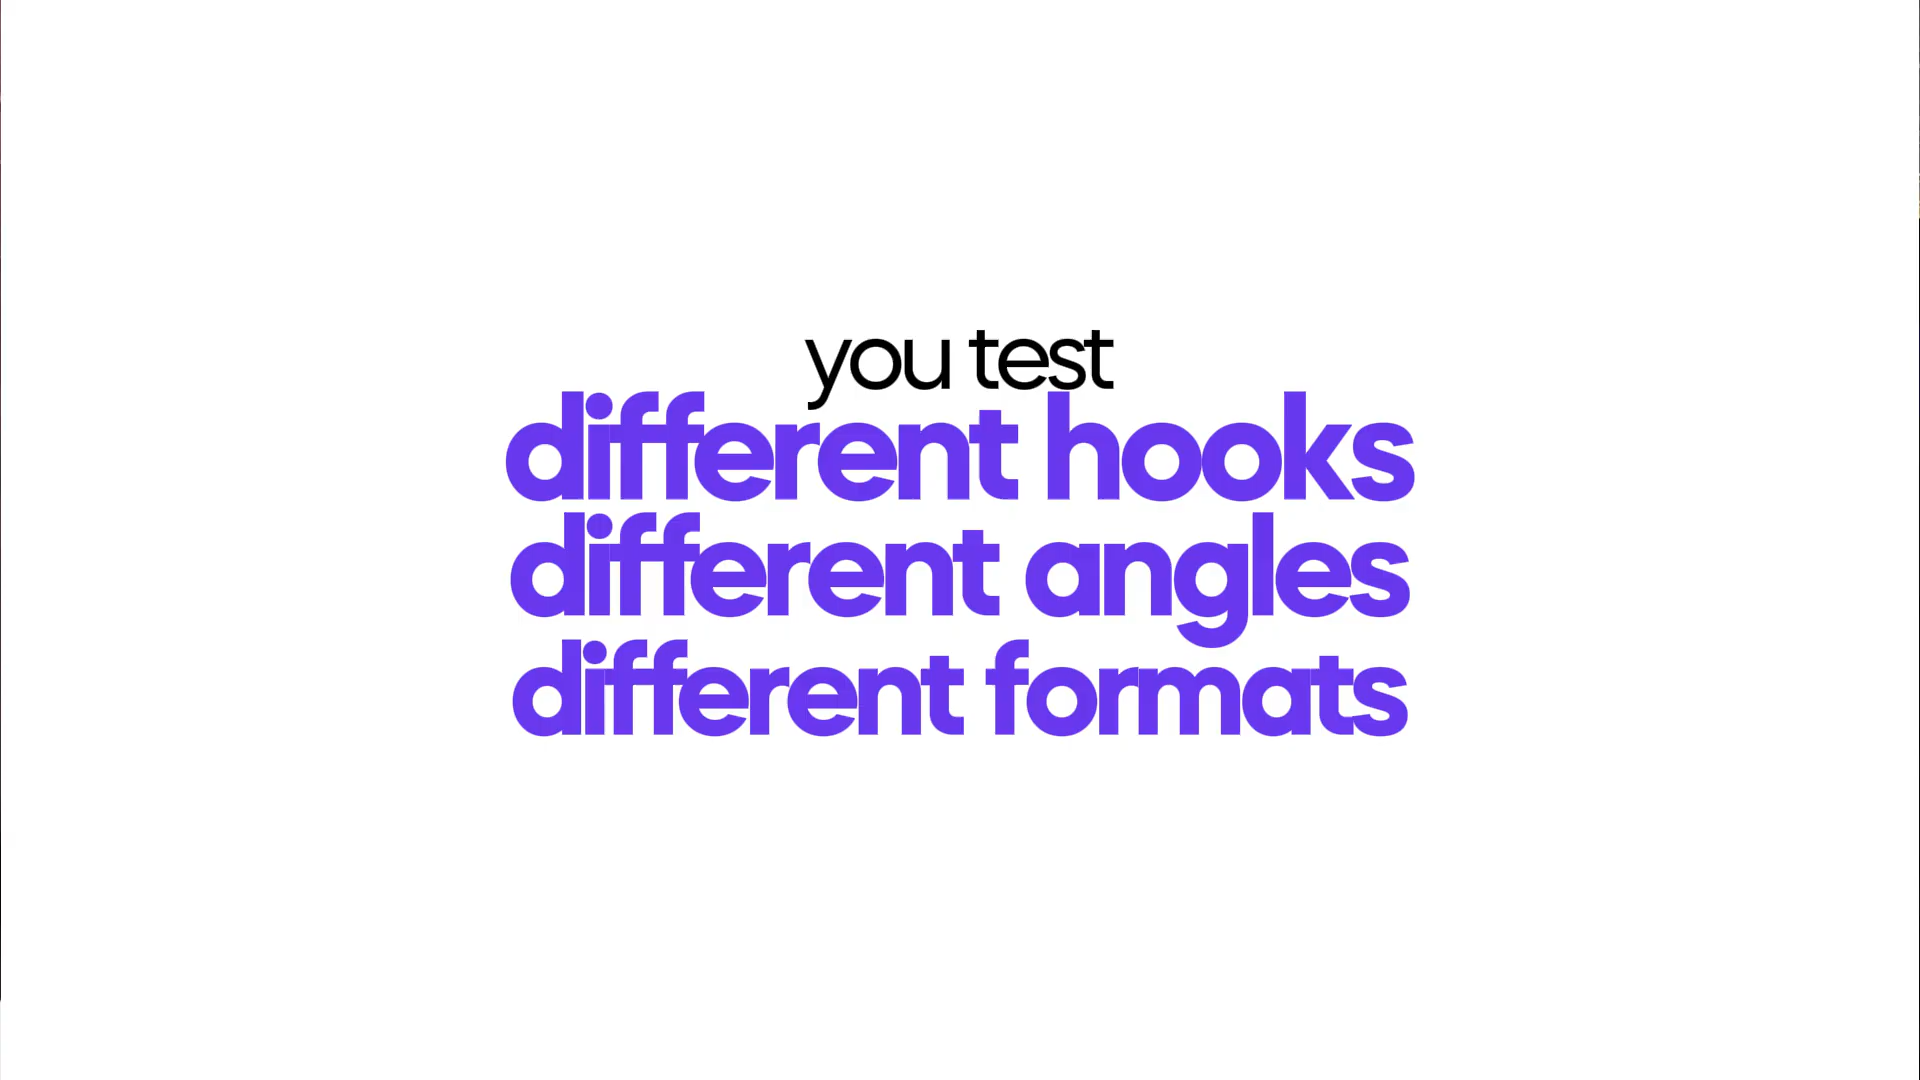 you test
different hooks
different angles
different formats